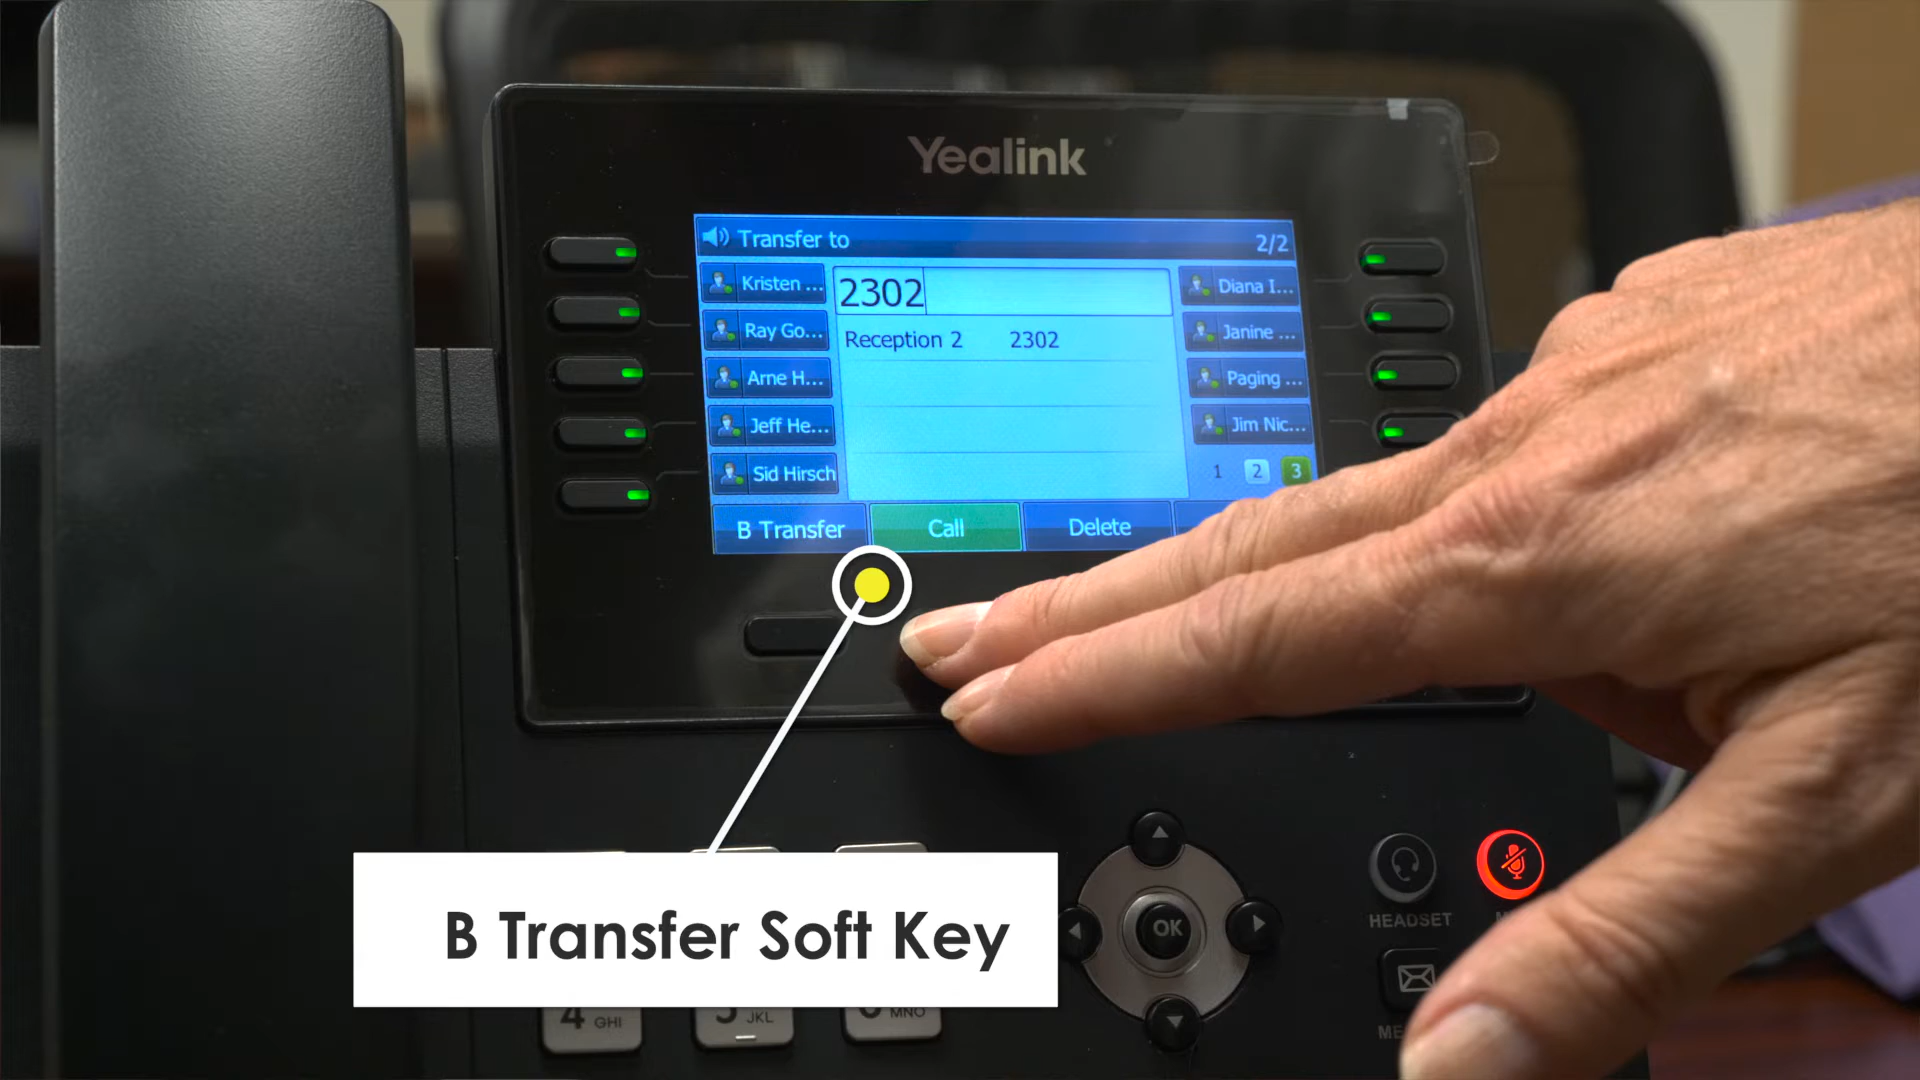 Yealink
Transfer to 2/2
Kristen ... 2302 Diana I...
Ray Go... Reception 2 2302 Janine ...
Arne H... Paging ...
Jeff He... Jim Nic...
Sid Hirsch 1 2 3
B Transfer Call Delete
B Transfer Soft Key
OK
HEADSET
4 GHI JKL MNO